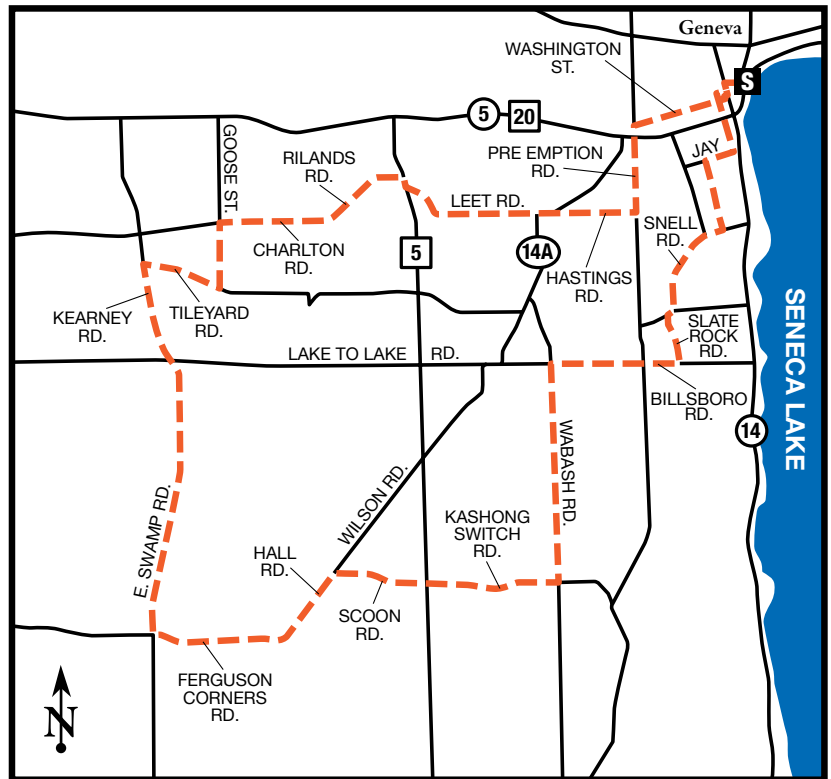 Geneva
WASHINGTON
ST.
S
5
20
GOOSE ST.
RILANDS
RD.
PRE EMPTION
RD.
JAY
LEET RD.
SNELL
RD.
CHARLTON
RD.
5
14A
HASTINGS
RD.
KEARNEY
RD.
TILEYARD
RD.
SLATE
ROCK
RD.
SENECA LAKE
LAKE TO LAKE RD.
BILLSBORO
RD.
14
WABASH RD.
WILSON RD.
E. SWAMP RD.
KASHONG
SWITCH
RD.
HALL
RD.
SCOON
RD.
FERGUSON
CORNERS
RD.
N